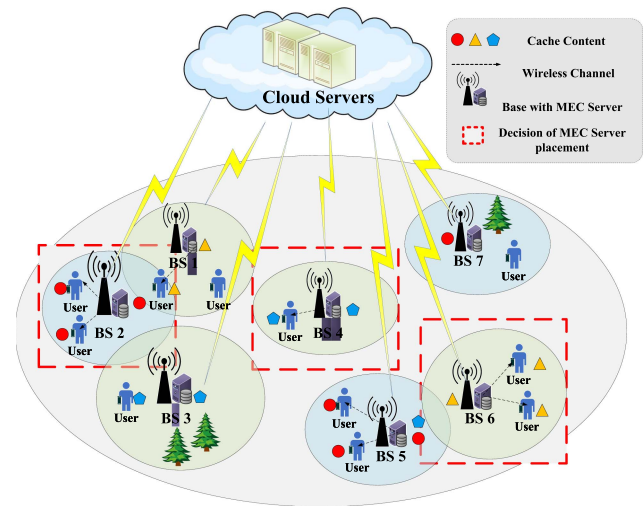 Cloud Servers
Cache Content
Wireless Channel
Base with MEC Server
Decision of MEC Server
placement
BS 1
BS 7
User
User
User
User
BS 2
User
User
BS 4
User
BS 3
User
BS 6
User
User
User
BS 5
User